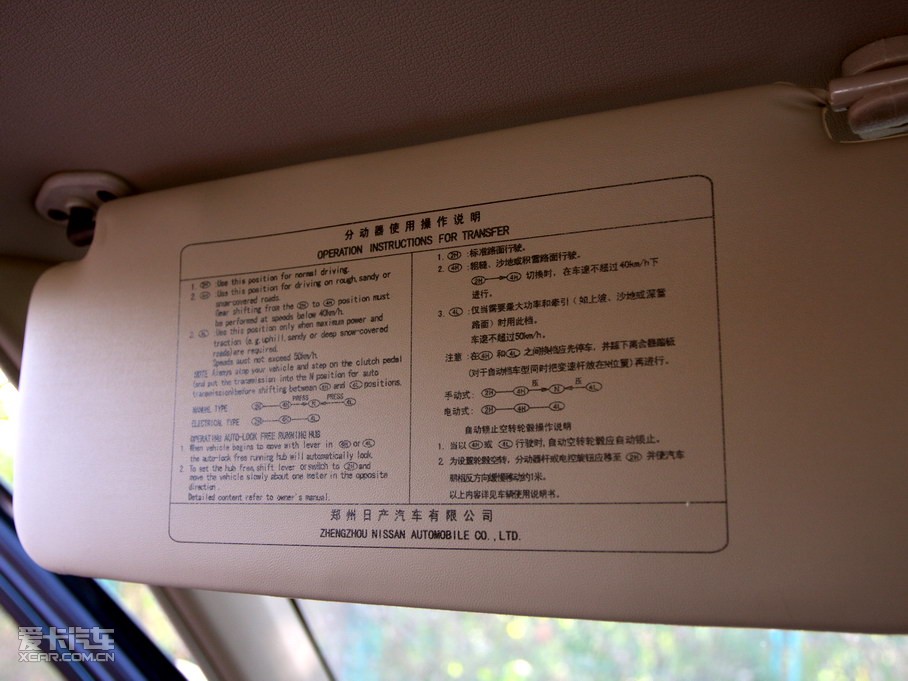 分动器使用操作说明
OPERATION INSTRUCTIONS FOR TRANSFER
1. 2H :Use this position for normal driving.
2. 4H :Use this position for driving on rough,sandy or
snow-covered roads.
Gear shifting from the 2H to 4H position must
be performed at speeds below 40km/h.
3. 4L :Use this position only when maximum power and
traction (e.g.uphill,sandy or deep snow-covered
roads)are required.
Speeds must not exceed 50km/h.
NOTE: Always stop your vehicle and step on the clutch pedal
(and put the transmission into the N position for auto
transmission)before shifting between 4H and 4L positions.
MANUAL TYPE 2H 4H PRESS N PRESS 4L
ELECTRICAL TYPE 2H 4H 4L
OPERATING AUTO-LOCK FREE RUNNING HUB
1. When vehicle begins to move with lever in 4H or 4L
the auto-lock free running hub will automatically lock.
2. To set the hub free, shift lever or switch to 2H and
move the vehicle slowly about one meter in the opposite
direction.
Detailed content refer to owner's manual.
1. 2H :标准路面行驶。
2. 4H :粗糙、沙地或积雪路面行驶。
2H 4H 切换时，在车速不超过40km/h下
进行。
3. 4L :仅当需要最大功率和牵引（如上坡、沙地或深雪
路面）时用此档。
车速不超过50km/h。
注意：在4H 和4L 之间换档应先停车，并踩下离合器踏板
(对于自动档车型同时把变速杆放在N位置)再进行。
手动式： 2H 4H 压 N 压 4L
电动式： 2H 4H 4L
自动锁止空转轮毂操作说明
1. 当以4H或 4L 行驶时,自动空转轮毂应自动锁止。
2. 为设置轮毂空转，分动器杆或电控旋钮应移至 2H 并使汽车
朝相反方向缓慢移动约1米。
以上内容详见车辆使用说明书。
郑州日产汽车有限公司
ZHENGZHOU NISSAN AUTOMOBILE CO.,LTD.
爱卡汽车
XCAR.COM.CN